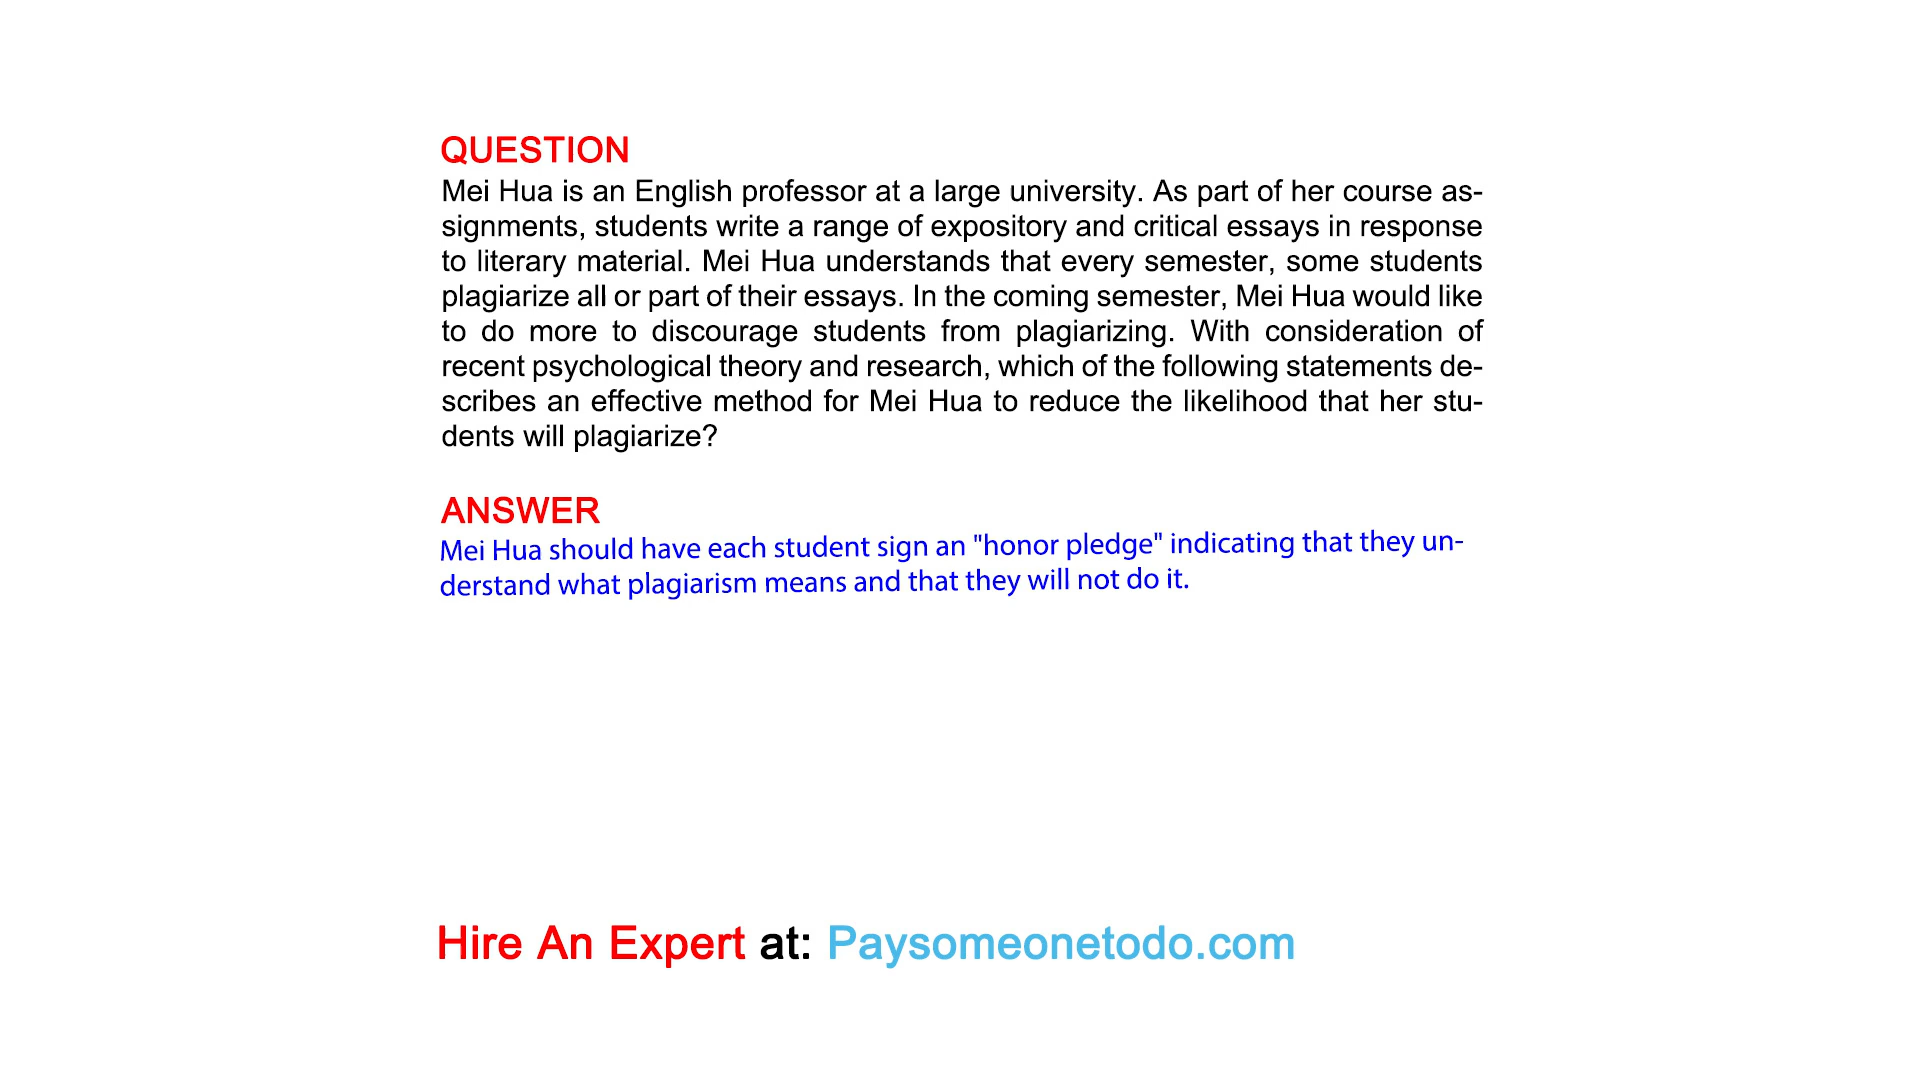 QUESTION
Mei Hua is an English professor at a large university. As part of her course as-
signments, students write a range of expository and critical essays in response
to literary material. Mei Hua understands that every semester, some students
plagiarize all or part of their essays. In the coming semester, Mei Hua would like
to do more to discourage students from plagiarizing. With consideration of
recent psychological theory and research, which of the following statements de-
scribes an effective method for Mei Hua to reduce the likelihood that her stu-
dents will plagiarize?
ANSWER
Mei Hua should have each student sign an "honor pledge" indicating that they un-
derstand what plagiarism means and that they will not do it.
Hire An Expert at: Paysomeonetodo.com